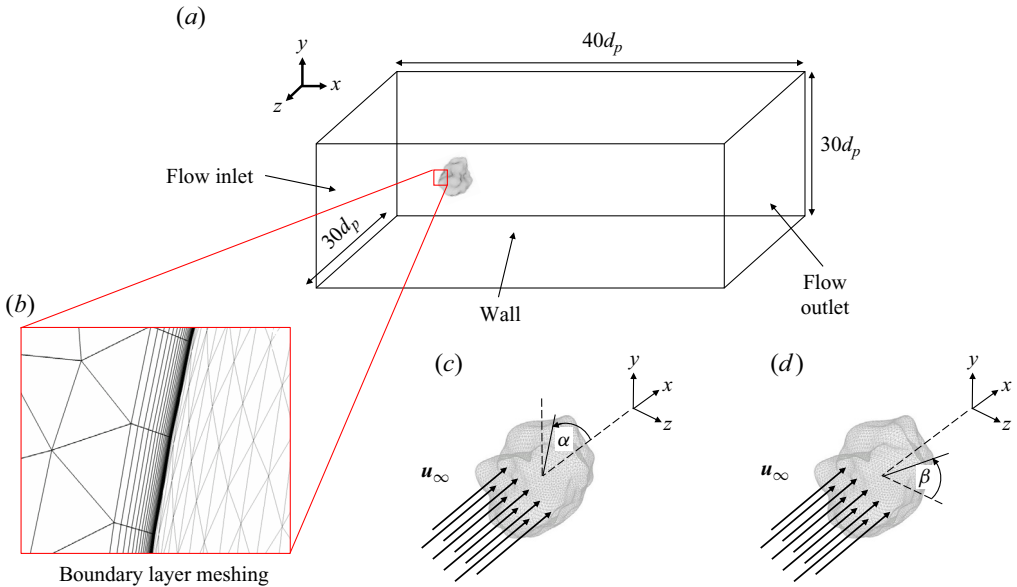 (a)
40d_p
y
x
z
30d_p
Flow inlet
30d_p
Wall
Flow
outlet
(b)
Boundary layer meshing
(c)
y
x
z
α
u_∞
(d)
y
x
z
β
u_∞